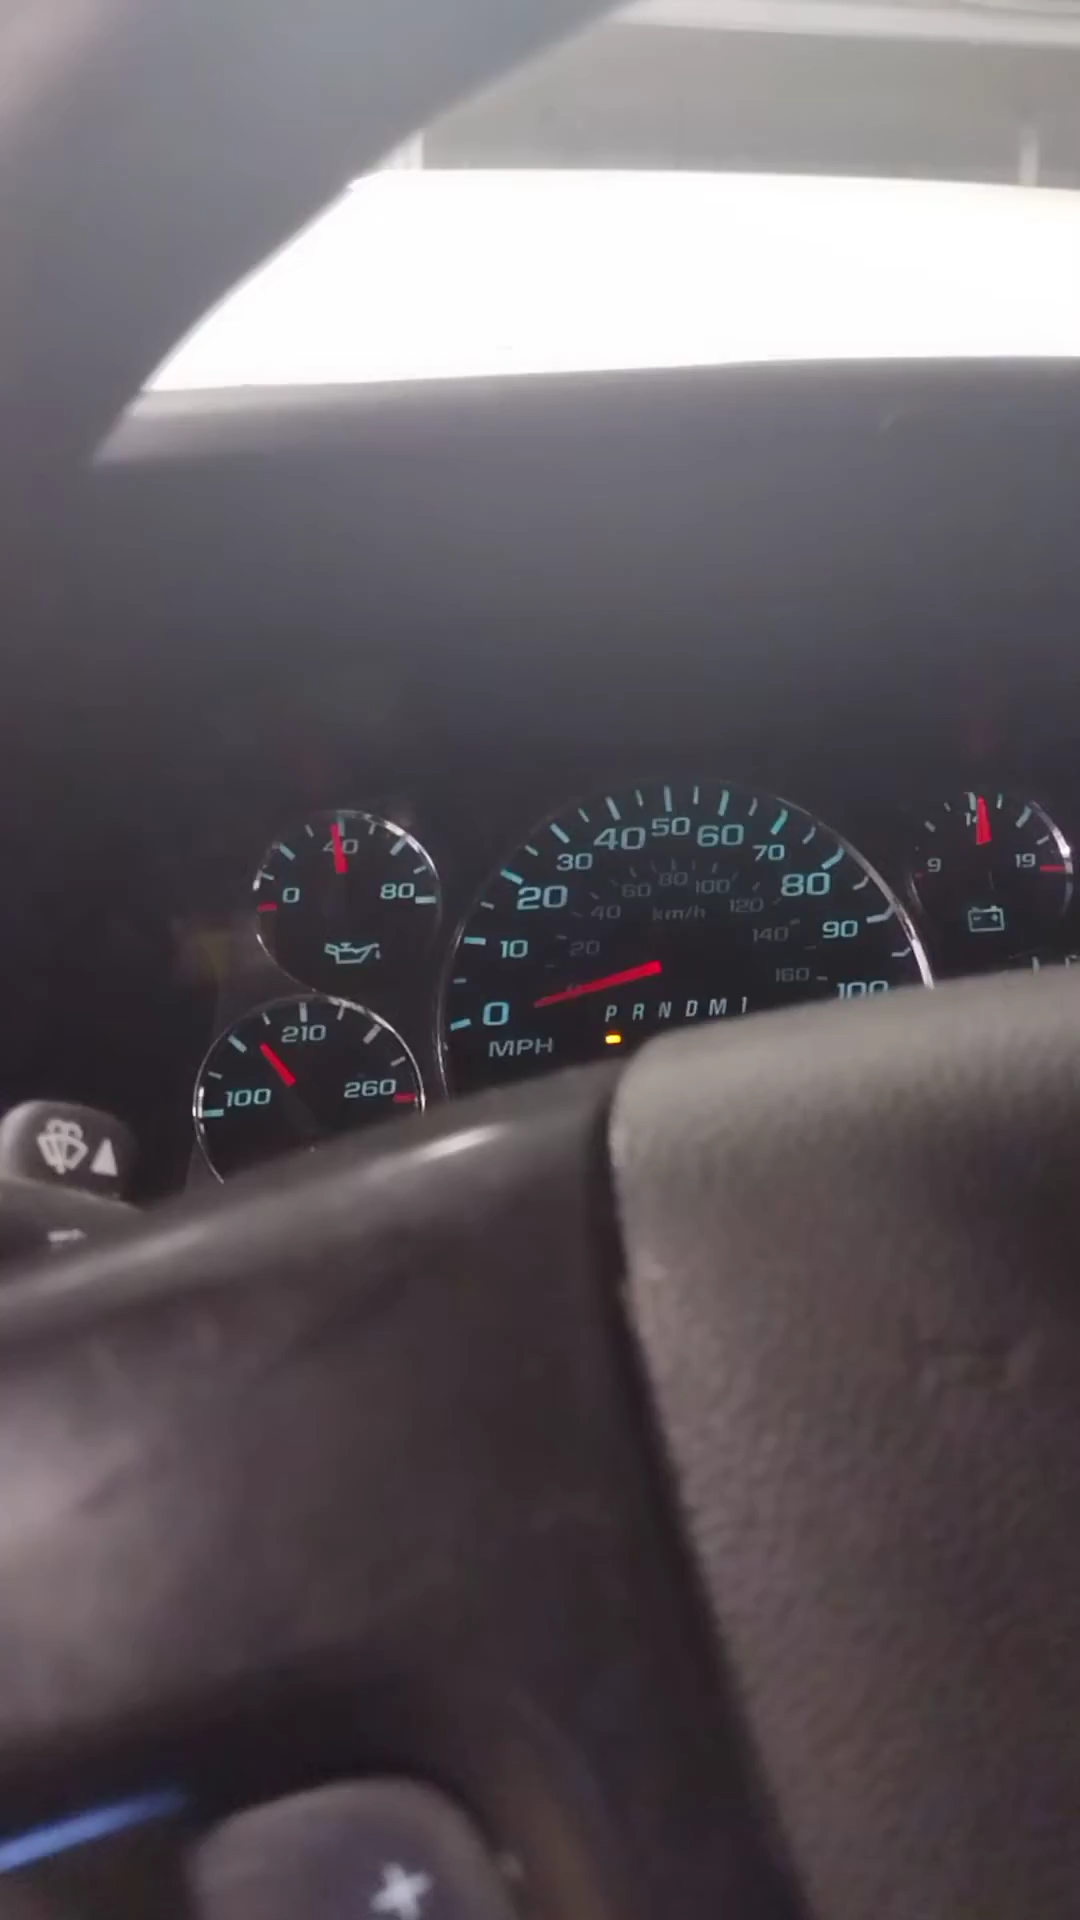 0 40 80
14
9 19
0 10 20 30 40 50 60 70 80 90 100
20 40 60 80 100 120 140 160
km/h
P R N D M 1
MPH
100 210 260